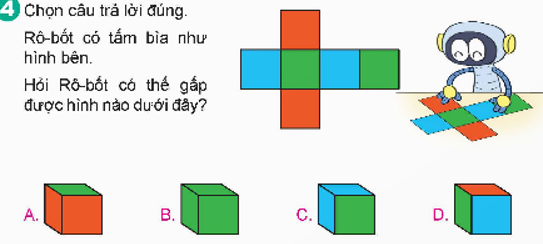 4 Chọn câu trả lời đúng.
Rô-bốt có tấm bìa như
hình bên.
Hỏi Rô-bốt có thể gấp
được hình nào dưới đây?
A. B. C. D.